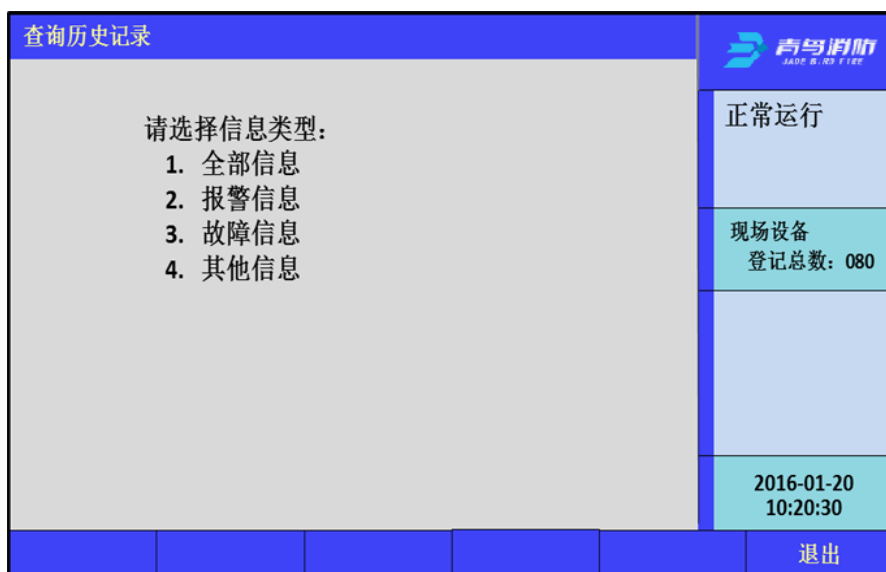 查询历史记录
青鸟消防
JADE BIRD FIRE
请选择信息类型：
1. 全部信息
2. 报警信息
3. 故障信息
4. 其他信息
正常运行
现场设备
登记总数：080
2016-01-20
10:20:30
退出